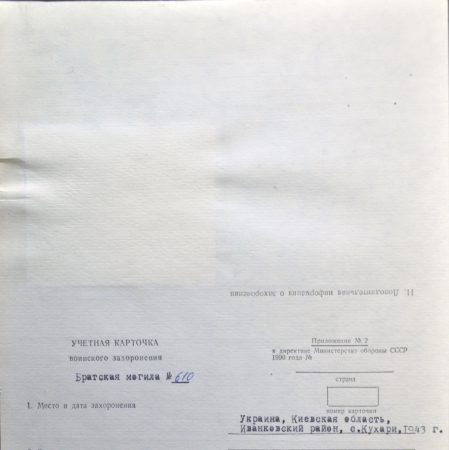 11. Дополнительная информация о захоронении
УЧЕТНАЯ КАРТОЧКА
воинского захоронения
Братская могила № 610
Приложение № 2
к директиве Министерство обороны СССР
1990 года №
страна
номер карточки
1. Место и дата захоронения
Украина, Киевская область,
Иванковский район, с.Кухари, 1943 г.